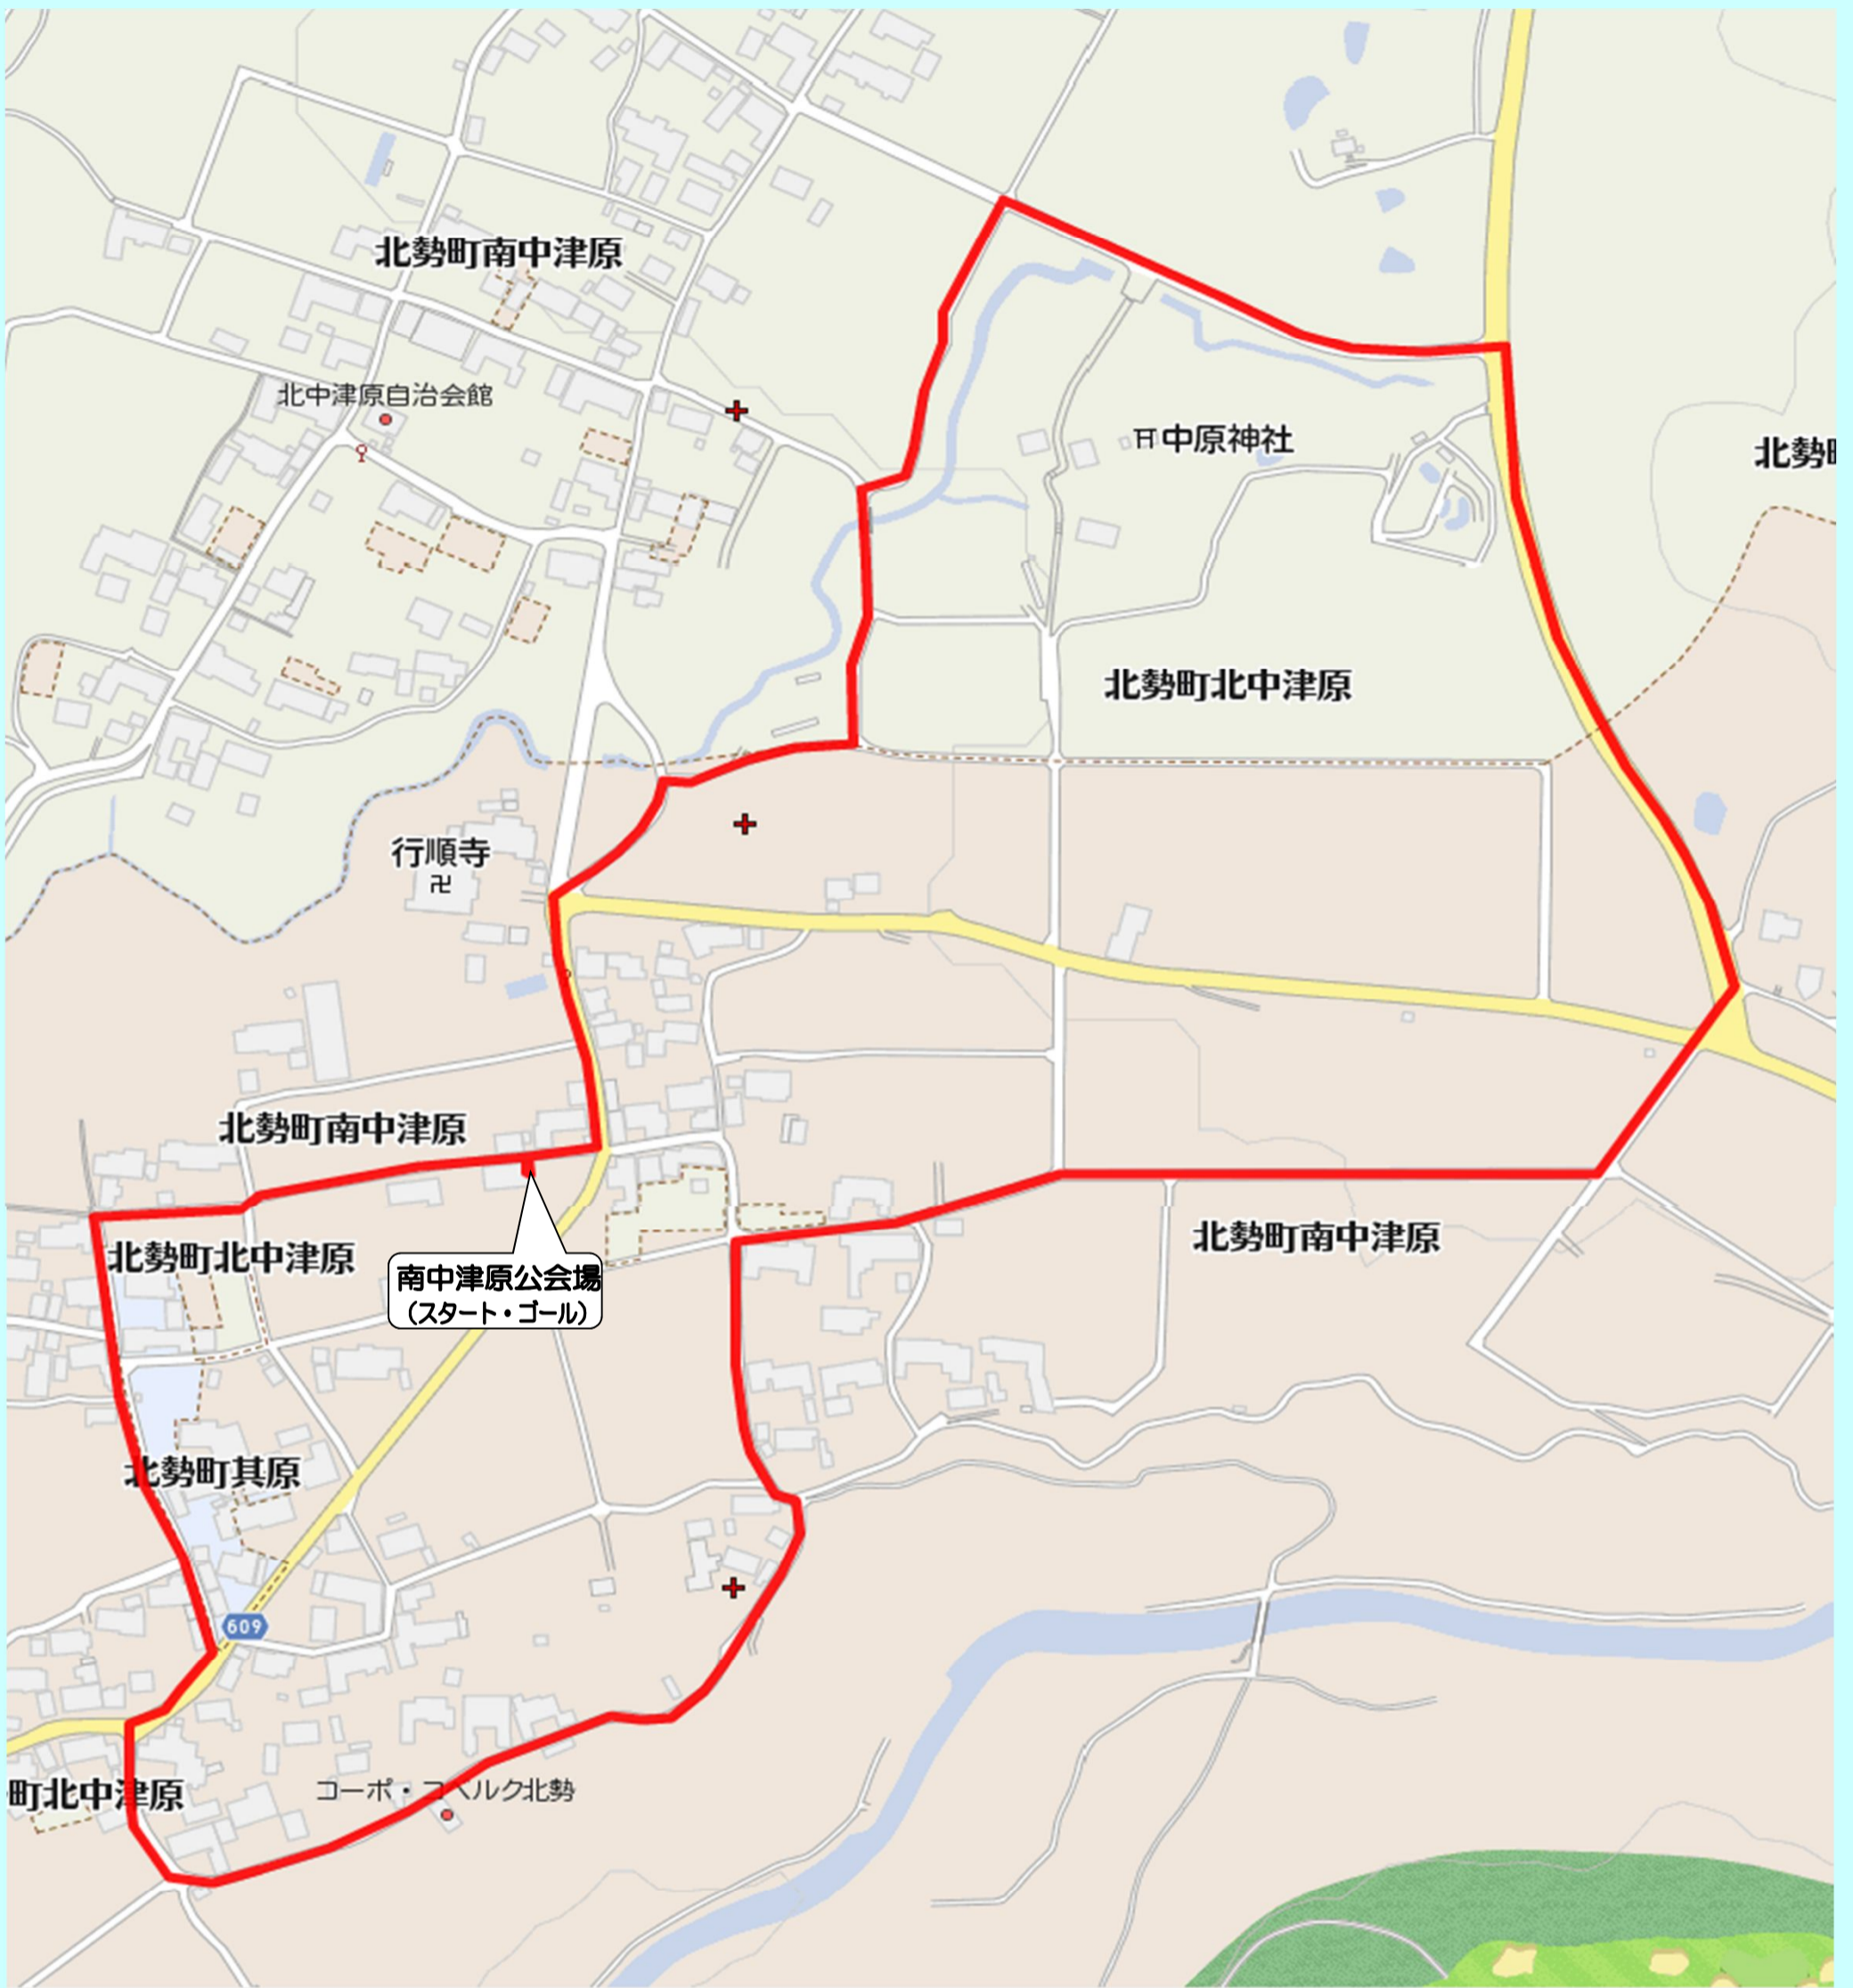 北勢町南中津原
北中津原自治会館
中原神社
北勢町
北勢町北中津原
行順寺
北勢町南中津原
北勢町北中津原
北勢町南中津原
南中津原公会場
（スタート・ゴール）
北勢町其原
609
町北中津原
コーポ・コベルク北勢